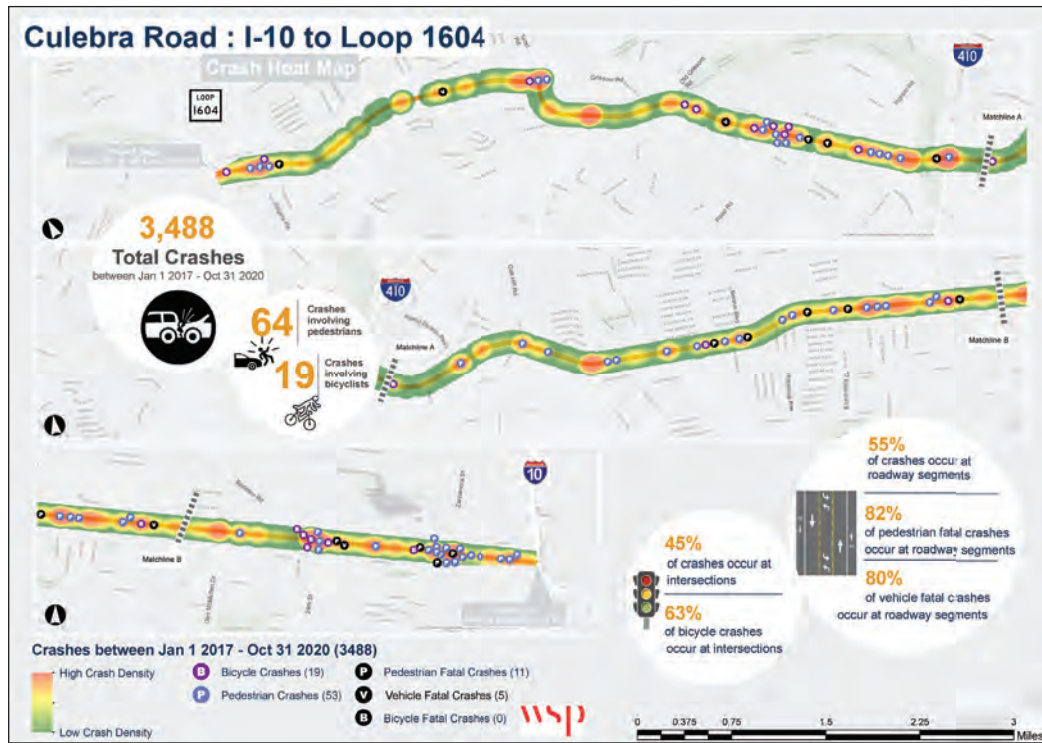 Culebra Road : I-10 to Loop 1604
Crash Heat Map
LOOP
1604
410
Matchline A
3,488
Total Crashes
between Jan 1 2017 - Oct 31 2020
64
Crashes
involving
pedestrians
19
Crashes
involving
bicyclists
410
Matchline A
Matchline B
10
Matchline B
55%
of crashes occur at
roadway segments
82%
of pedestrian fatal crashes
occur at roadway segments
80%
of vehicle fatal crashes
occur at roadway segments
45%
of crashes occur at
intersections
63%
of bicycle crashes
occur at intersections
Crashes between Jan 1 2017 - Oct 31 2020 (3488)
High Crash Density
Low Crash Density
B Bicycle Crashes (19)
P Pedestrian Crashes (53)
P Pedestrian Fatal Crashes (11)
V Vehicle Fatal Crashes (5)
B Bicycle Fatal Crashes (0)
wsp
0 0.375 0.75 1.5 2.25 3
Miles